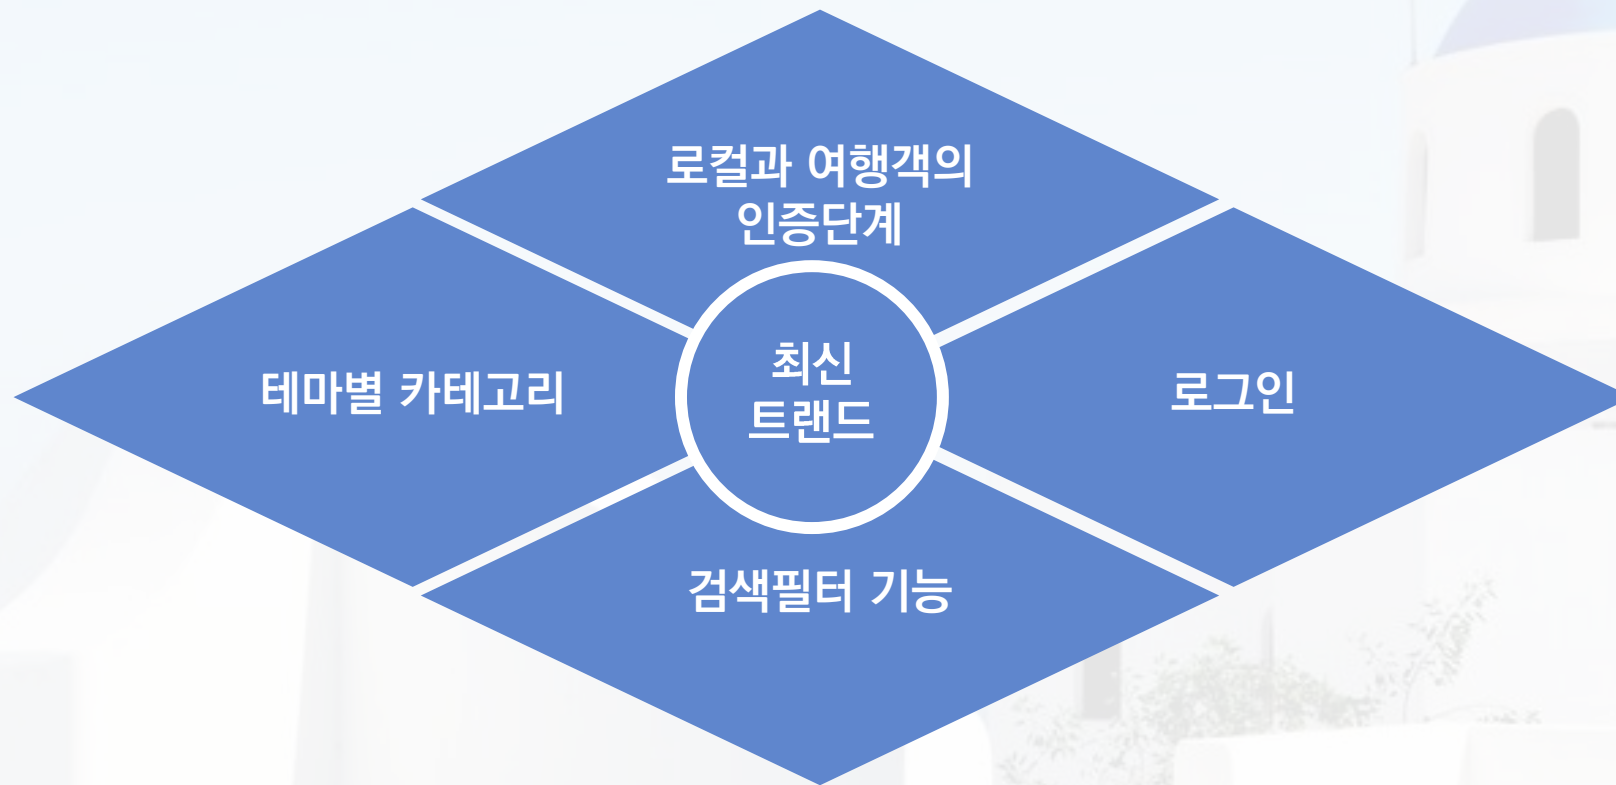 로컬과 여행객의
인증단계
테마별 카테고리
최신
트랜드
로그인
검색필터 기능